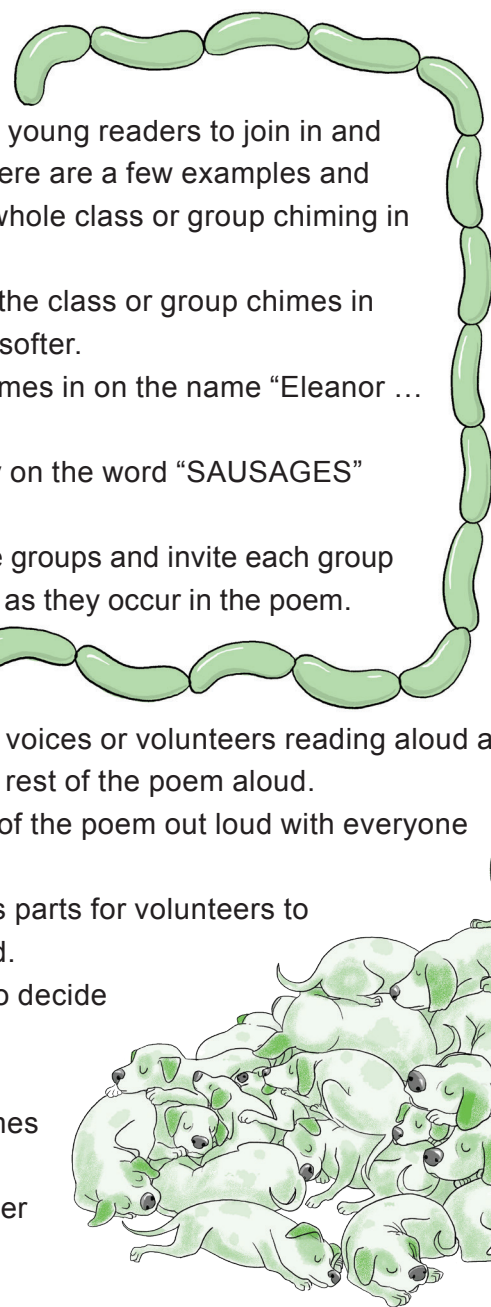 young readers to join in and
ere are a few examples and
whole class or group chiming in
the class or group chimes in
softer.
mes in on the name “Eleanor …
on the word “SAUSAGES”
groups and invite each group
as they occur in the poem.
voices or volunteers reading aloud a
rest of the poem aloud.
of the poem out loud with everyone
parts for volunteers to
decide